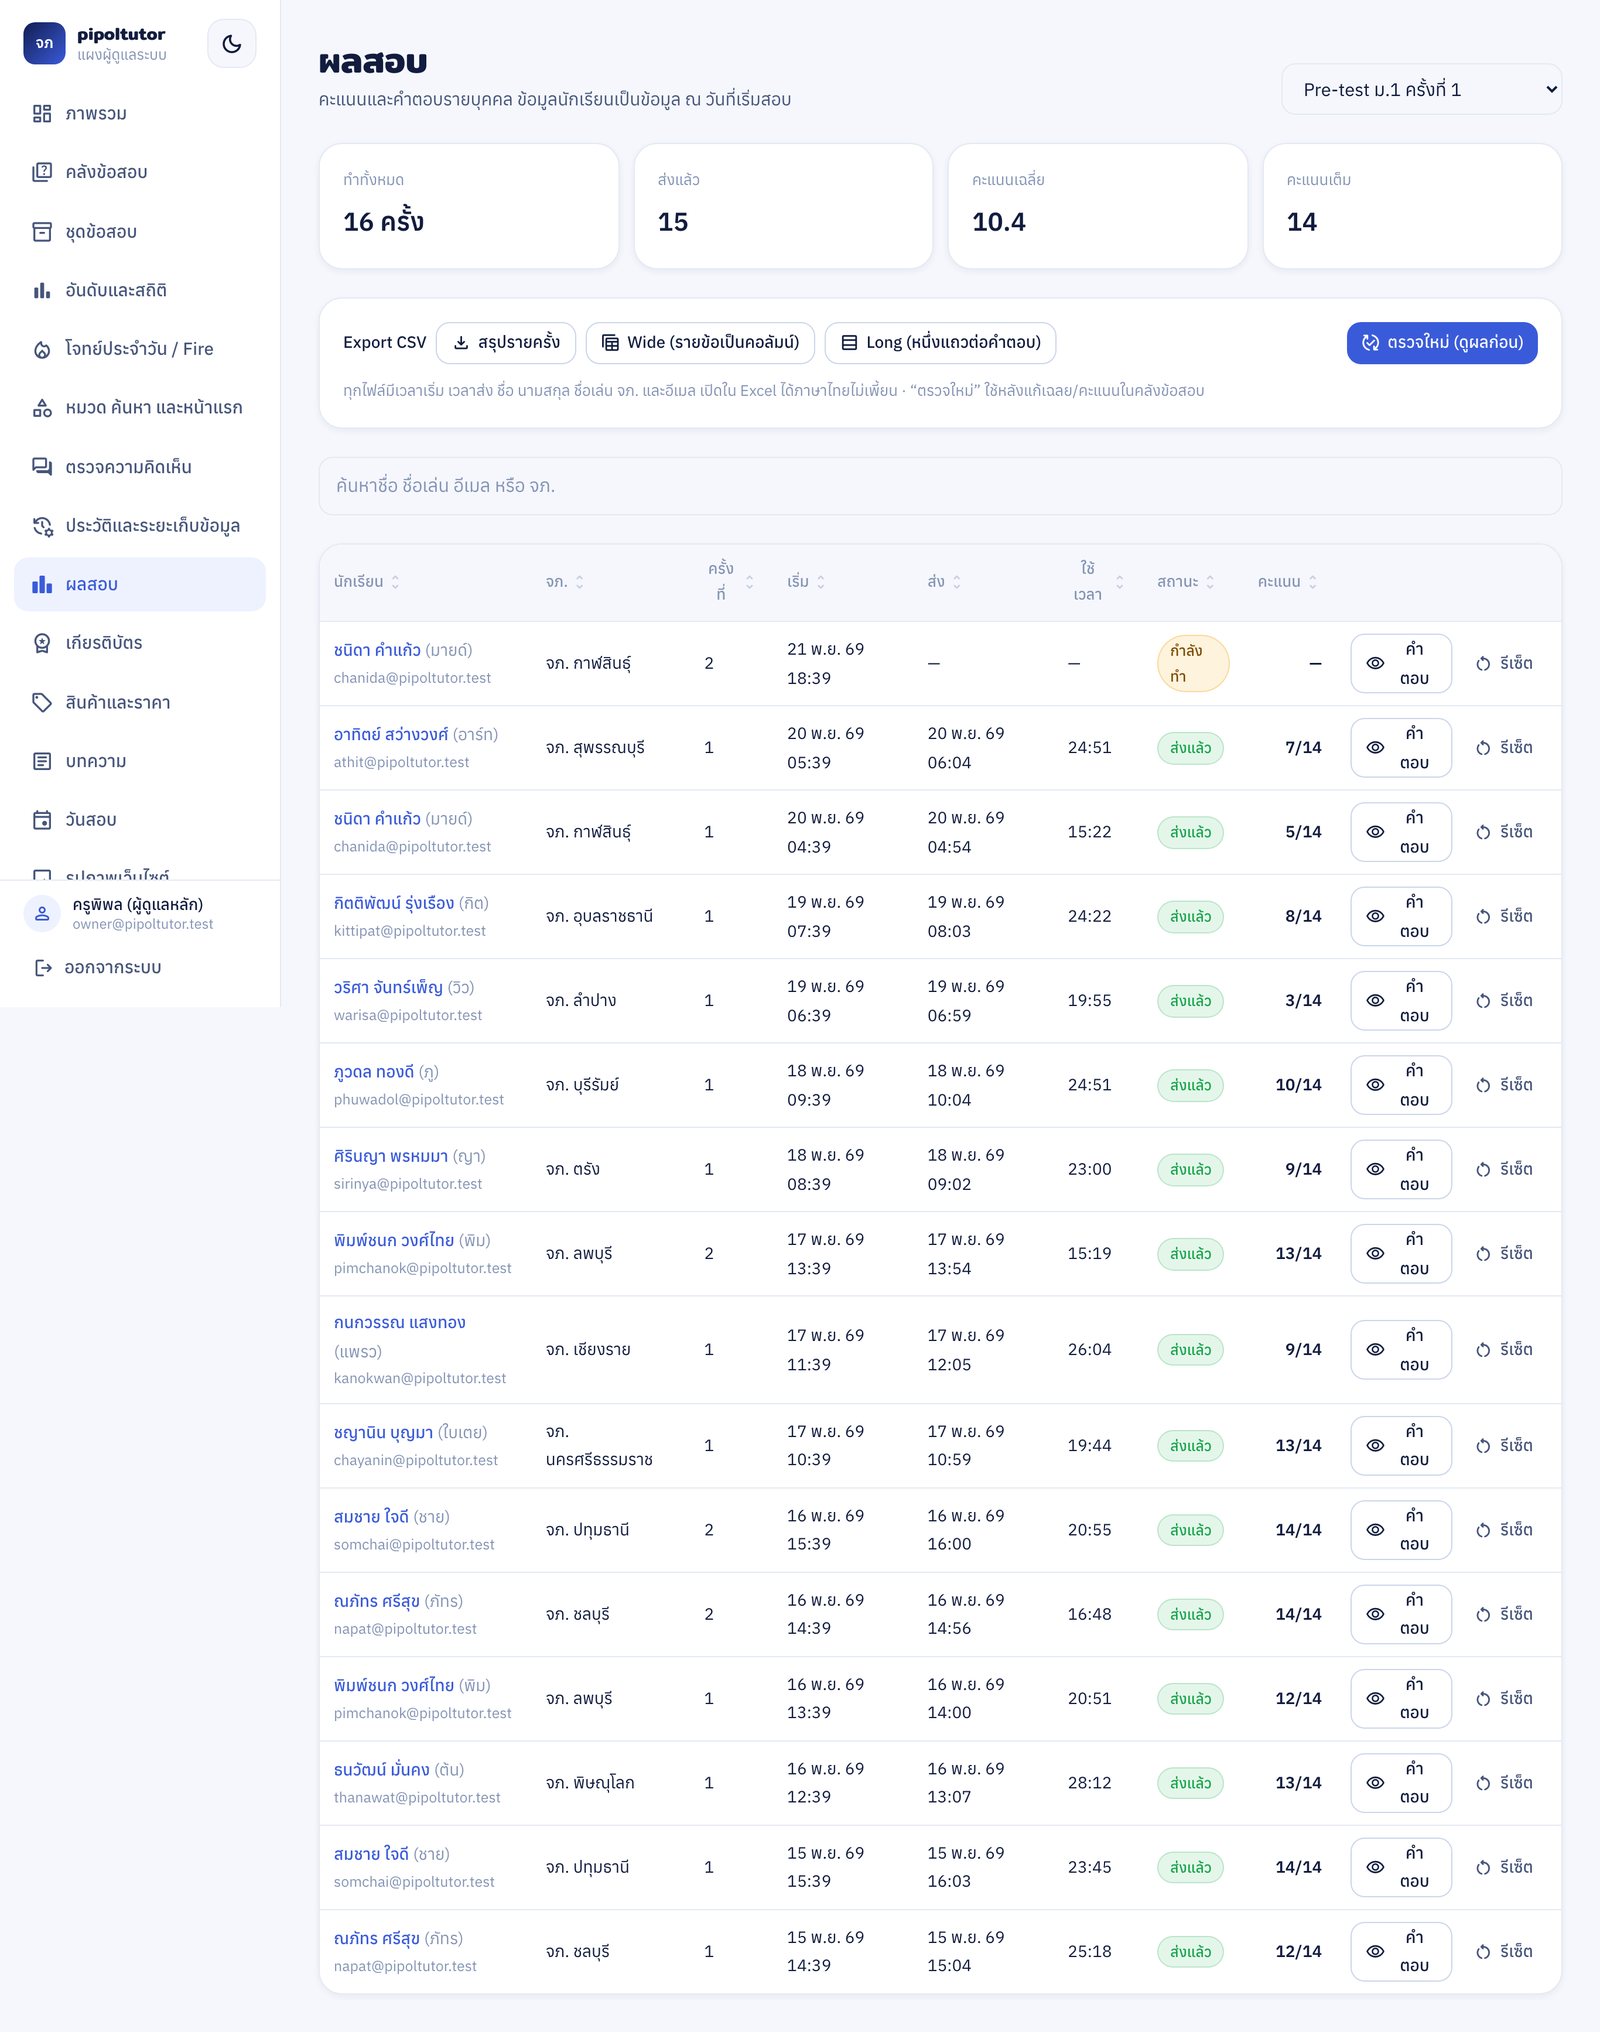 จภ
pipoltutor
แผงผู้ดูแลระบบ
ภาพรวม
คลังข้อสอบ
ชุดข้อสอบ
อันดับและสถิติ
โจทย์ประจำวัน / Fire
หมวด ค้นหา และหน้าแรก
ตรวจความคิดเห็น
ประวัติและระยะเก็บข้อมูล
ผลสอบ
เกียรติบัตร
สินค้าและราคา
บทความ
วันสอบ
รูปภาพเว็บไซต์
ครูพิพล (ผู้ดูแลหลัก)
owner@pipoltutor.test
ออกจากระบบ
ผลสอบ
คะแนนและคำตอบรายบุคคล ข้อมูลนักเรียนเป็นข้อมูล ณ วันที่เริ่มสอบ
Pre-test ม.1 ครั้งที่ 1
ทำทั้งหมด
16 ครั้ง
ส่งแล้ว
15
คะแนนเฉลี่ย
10.4
คะแนนเต็ม
14
Export CSV สรุปรายครั้ง Wide (รายข้อเป็นคอลัมน์) Long (หนึ่งแถวต่อคำตอบ) ตรวจใหม่ (ดูผลก่อน)
ทุกไฟล์มีเวลาเริ่ม เวลาส่ง ชื่อ นามสกุล ชื่อเล่น จภ. และอีเมล เปิดใน Excel ได้ภาษาไทยไม่เพี้ยน · “ตรวจใหม่” ใช้หลังแก้เฉลย/คะแนนในคลังข้อสอบ
ค้นหาชื่อ ชื่อเล่น อีเมล หรือ จภ.
นักเรียน จภ. ครั้งที่ เริ่ม ส่ง ใช้เวลา สถานะ คะแนน
ชนิดา คำแก้ว (มายด์)
chanida@pipoltutor.test
จภ. กาฬสินธุ์ 2 21 พ.ย. 69 18:39 — — กำลังทำ — คำตอบ รีเซ็ต
อาทิตย์ สว่างวงศ์ (อาร์ท)
athit@pipoltutor.test
จภ. สุพรรณบุรี 1 20 พ.ย. 69 05:39 20 พ.ย. 69 06:04 24:51 ส่งแล้ว 7/14 คำตอบ รีเซ็ต
ชนิดา คำแก้ว (มายด์)
chanida@pipoltutor.test
จภ. กาฬสินธุ์ 1 20 พ.ย. 69 04:39 20 พ.ย. 69 04:54 15:22 ส่งแล้ว 5/14 คำตอบ รีเซ็ต
กิตติพัฒน์ รุ่งเรือง (กิต)
kittipat@pipoltutor.test
จภ. อุบลราชธานี 1 19 พ.ย. 69 07:39 19 พ.ย. 69 08:03 24:22 ส่งแล้ว 8/14 คำตอบ รีเซ็ต
วริศา จันทร์เพ็ญ (วิว)
warisa@pipoltutor.test
จภ. ลำปาง 1 19 พ.ย. 69 06:39 19 พ.ย. 69 06:59 19:55 ส่งแล้ว 3/14 คำตอบ รีเซ็ต
ภูวดล ทองดี (ภู)
phuwadol@pipoltutor.test
จภ. บุรีรัมย์ 1 18 พ.ย. 69 09:39 18 พ.ย. 69 10:04 24:51 ส่งแล้ว 10/14 คำตอบ รีเซ็ต
ศิรินญา พรหมมา (ญา)
sirinya@pipoltutor.test
จภ. ตรัง 1 18 พ.ย. 69 08:39 18 พ.ย. 69 09:02 23:00 ส่งแล้ว 9/14 คำตอบ รีเซ็ต
พิมพ์ชนก วงศ์ไทย (พิม)
pimchanok@pipoltutor.test
จภ. ลพบุรี 2 17 พ.ย. 69 13:39 17 พ.ย. 69 13:54 15:19 ส่งแล้ว 13/14 คำตอบ รีเซ็ต
กนกวรรณ แสงทอง
(แพรว)
kanokwan@pipoltutor.test
จภ. เชียงราย 1 17 พ.ย. 69 11:39 17 พ.ย. 69 12:05 26:04 ส่งแล้ว 9/14 คำตอบ รีเซ็ต
ชญานิน บุญมา (ใบเตย)
chayanin@pipoltutor.test
จภ. นครศรีธรรมราช 1 17 พ.ย. 69 10:39 17 พ.ย. 69 10:59 19:44 ส่งแล้ว 13/14 คำตอบ รีเซ็ต
สมชาย ใจดี (ชาย)
somchai@pipoltutor.test
จภ. ปทุมธานี 2 16 พ.ย. 69 15:39 16 พ.ย. 69 16:00 20:55 ส่งแล้ว 14/14 คำตอบ รีเซ็ต
ณภัทร ศรีสุข (ภัทร)
napat@pipoltutor.test
จภ. ชลบุรี 2 16 พ.ย. 69 14:39 16 พ.ย. 69 14:56 16:48 ส่งแล้ว 14/14 คำตอบ รีเซ็ต
พิมพ์ชนก วงศ์ไทย (พิม)
pimchanok@pipoltutor.test
จภ. ลพบุรี 1 16 พ.ย. 69 13:39 16 พ.ย. 69 14:00 20:51 ส่งแล้ว 12/14 คำตอบ รีเซ็ต
ธนวัฒน์ มั่นคง (ต้น)
thanawat@pipoltutor.test
จภ. พิษณุโลก 1 16 พ.ย. 69 12:39 16 พ.ย. 69 13:07 28:12 ส่งแล้ว 13/14 คำตอบ รีเซ็ต
สมชาย ใจดี (ชาย)
somchai@pipoltutor.test
จภ. ปทุมธานี 1 15 พ.ย. 69 15:39 15 พ.ย. 69 16:03 23:45 ส่งแล้ว 14/14 คำตอบ รีเซ็ต
ณภัทร ศรีสุข (ภัทร)
napat@pipoltutor.test
จภ. ชลบุรี 1 15 พ.ย. 69 14:39 15 พ.ย. 69 15:04 25:18 ส่งแล้ว 12/14 คำตอบ รีเซ็ต